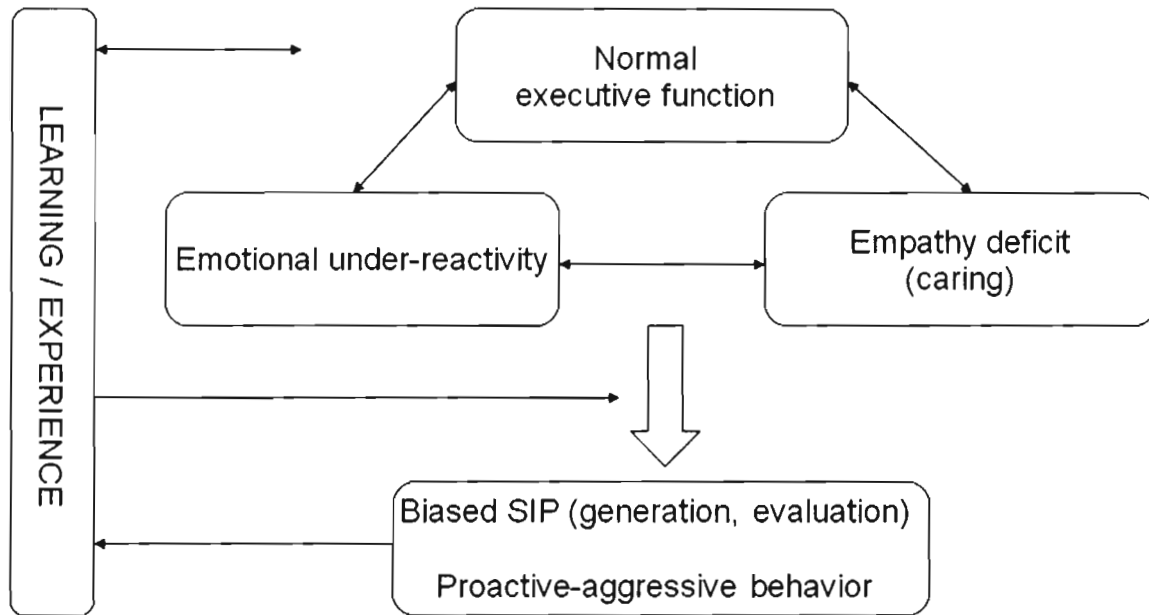 LEARNING / EXPERIENCE
Normal
executive function
Emotional under-reactivity
Empathy deficit
(caring)
Biased SIP (generation, evaluation)
Proactive-aggressive behavior